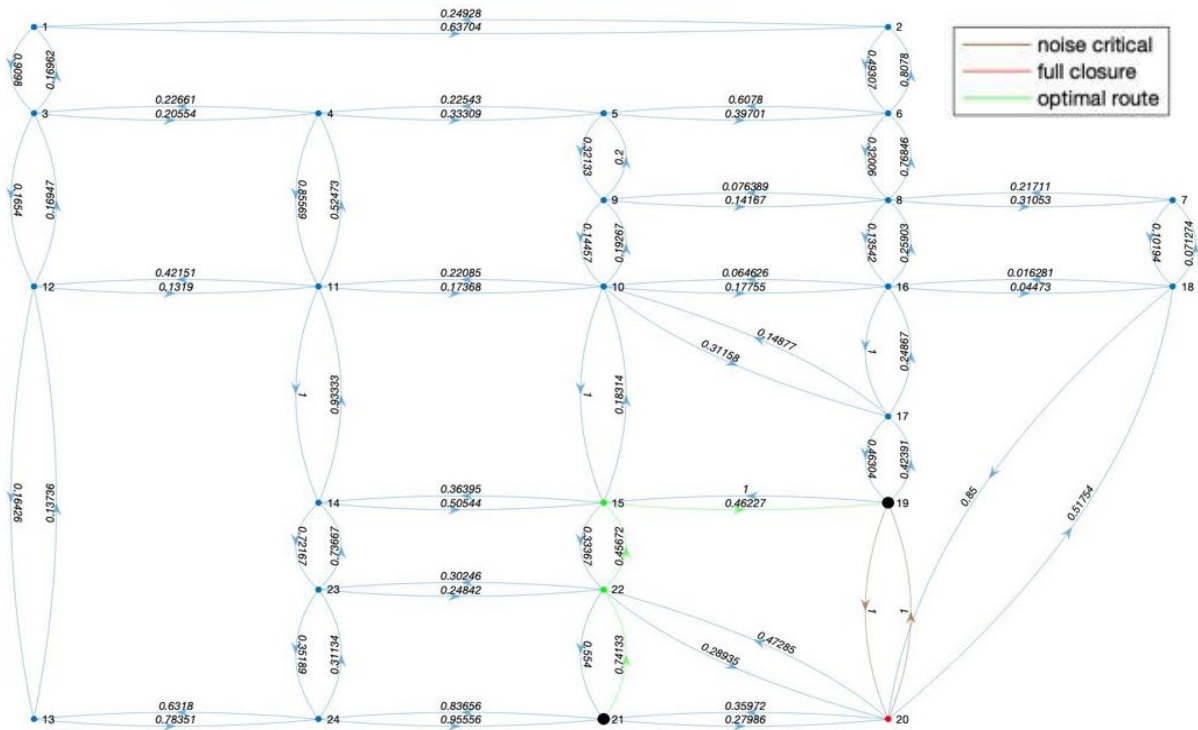 0.24928
1 2
0.63704
noise critical
full closure
optimal route
0.9098 0.16962 0.49307 0.8078
0.22661 0.22543 0.6078
3 4 5 6
0.20554 0.33309 0.39701
0.1654 0.16947 0.85569 0.52473 0.32133 0.2 0.32006 0.76846
0.076389 0.21711
9 8 7
0.14167 0.31053
0.14457 0.19267 0.13542 0.25903 0.10194 0.071274
0.42151 0.22085 0.064626 0.016281
12 11 10 16 18
0.1319 0.17368 0.17755 0.04473
0.14877
0.31158
1 0.24867
0.16426 0.13736 1 0.93333 1 0.18314
17
0.46304 0.42391
0.36395 1
14 15 19
0.50544 0.46227
0.85 0.51754
0.72167 0.73667 0.33367 0.45672
0.30246
23 22
0.24842
1 1
0.35189 0.31134 0.554 0.74133
0.47285
0.28935
0.6318 0.83656 0.35972
13 24 21 20
0.78351 0.95556 0.27986